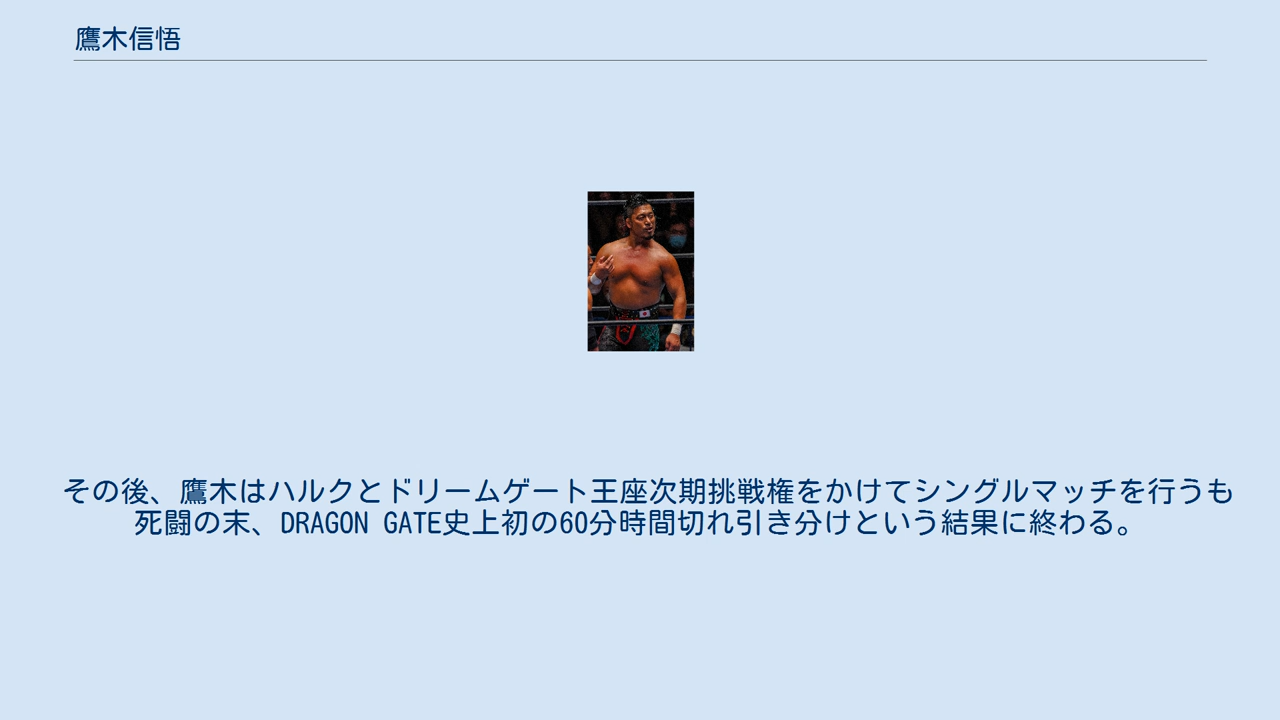 鷹木信悟
その後、鷹木はハルクとドリームゲート王座次期挑戦権をかけてシングルマッチを行うも
死闘の末、DRAGON GATE史上初の60分時間切れ引き分けという結果に終わる。